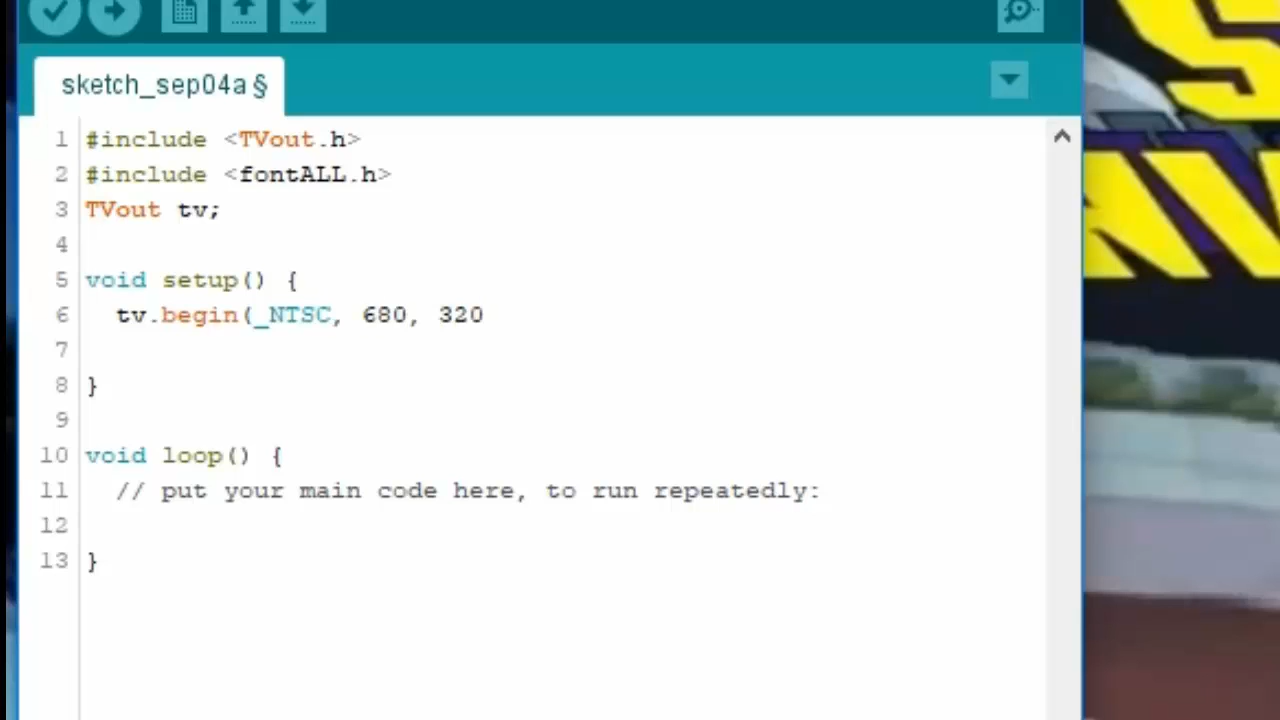 sketch_sep04a §
1 #include <TVout.h>
2 #include <fontALL.h>
3 TVout tv;
4
5 void setup() {
6   tv.begin(_NTSC, 680, 320
7
8 }
9
10 void loop() {
11   // put your main code here, to run repeatedly:
12
13 }